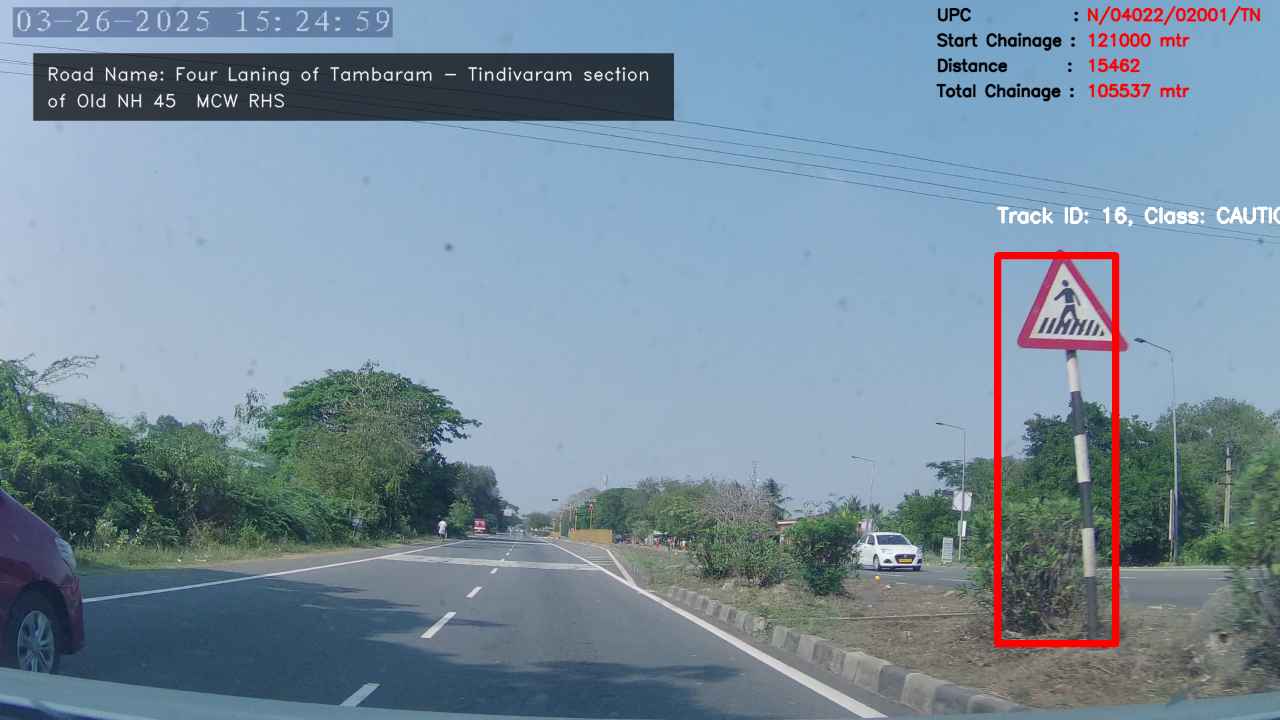 03-26-2025 15:24:59
Road Name: Four Laning of Tambaram - Tindivaram section
of Old NH 45 MCW RHS
UPC : N/04022/02001/TN
Start Chainage : 121000 mtr
Distance : 15462
Total Chainage : 105537 mtr
Track ID: 16, Class: CAUTIO